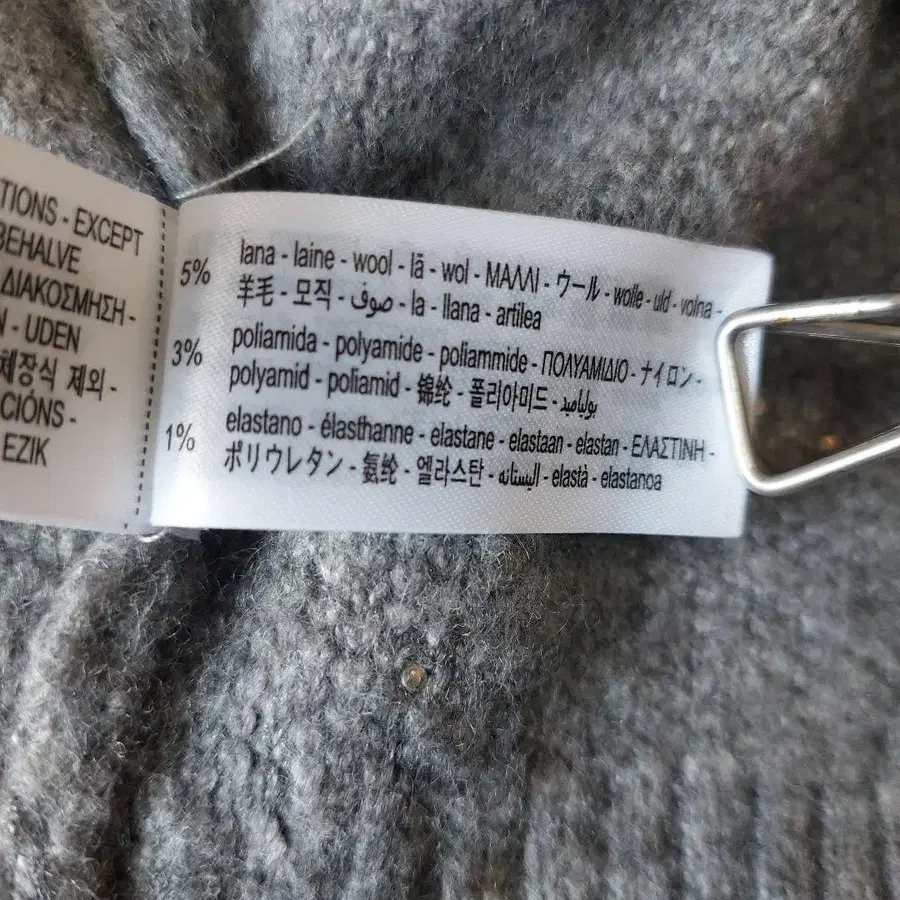 TIONS - EXCEPT
BEHALVE
ΔΙΑΚΟΣΜΗΣΗ -
- UDEN
체장식 제외 -
CIÓNS -
EZIK
5% lana - laine - wool - lã - wol - ΜΑΛΛΙ - ウール - wolle - uld - volna -
羊毛 - 모직 - صوف - la - llana - artilea
3% poliamida - polyamide - poliammide - ΠΟΛΥΑΜΙΔΙΟ - ナイロン -
polyamid - poliamid - 锦纶 - 폴리아미드 - بولياميد
1% elastano - élasthanne - elastane - elastaan - elastan - ΕΛΑΣΤΙΝΗ -
ポリウレタン - 氨纶 - 엘라스탄 - اليستانه - elastà - elastanoa